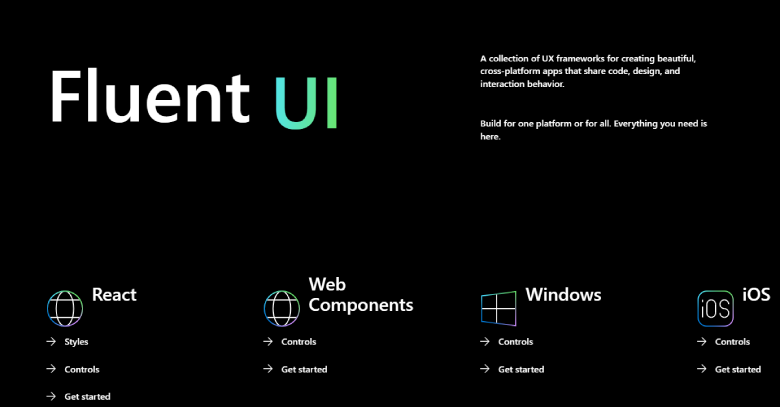 Fluent UI
A collection of UX frameworks for creating beautiful,
cross-platform apps that share code, design, and
interaction behavior.
Build for one platform or for all. Everything you need is
here.
React
Styles
Controls
Get started
Web
Components
Controls
Get started
Windows
Controls
Get started
iOS
iOS
Controls
Get started